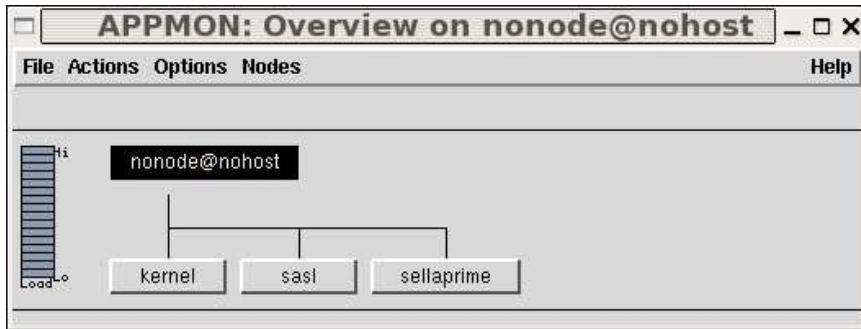 APPMON: Overview on nonode@nohost
File Actions Options Nodes Help
Hi
nonode@nohost
kernel sasl sellaprime
Lo
Load